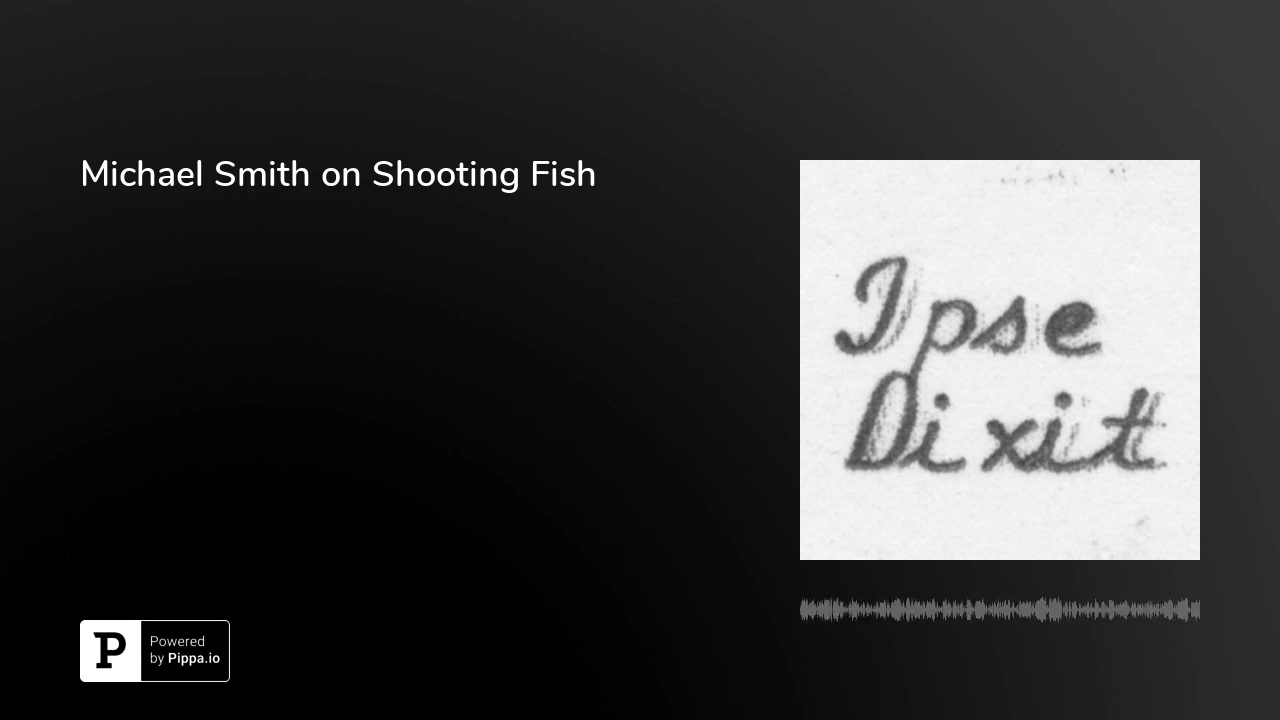 Michael Smith on Shooting Fish
Ipse
Dixit
P
Powered
by Pippa.io